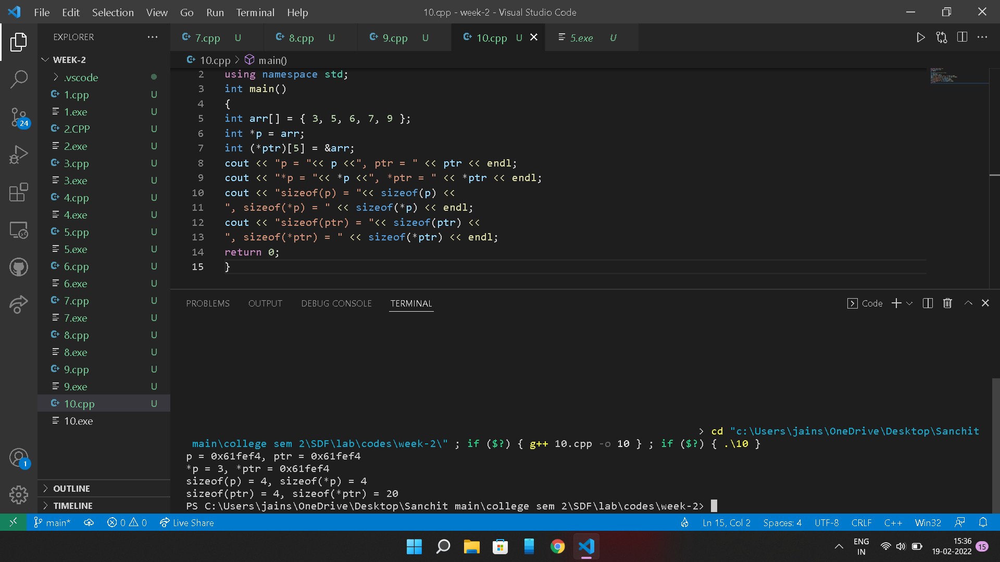 File Edit Selection View Go Run Terminal Help
10.cpp - week-2 - Visual Studio Code
EXPLORER
7.cpp U
8.cpp U
9.cpp U
10.cpp U
5.exe U
WEEK-2
.vscode
1.cpp U
1.exe U
2.CPP U
2.exe U
3.cpp U
3.exe U
4.cpp U
4.exe U
5.cpp U
5.exe U
6.cpp U
6.exe U
7.cpp U
7.exe U
8.cpp U
8.exe U
9.cpp U
9.exe U
10.cpp U
10.exe
OUTLINE
TIMELINE
24
1
10.cpp > main()
2 using namespace std;
3 int main()
4 {
5 int arr[] = { 3, 5, 6, 7, 9 };
6 int *p = arr;
7 int (*ptr)[5] = &arr;
8 cout << "p = "<< p <<", ptr = " << ptr << endl;
9 cout << "*p = "<< *p <<", *ptr = " << *ptr << endl;
10 cout << "sizeof(p) = "<< sizeof(p) <<
11 ", sizeof(*p) = " << sizeof(*p) << endl;
12 cout << "sizeof(ptr) = "<< sizeof(ptr) <<
13 ", sizeof(*ptr) = " << sizeof(*ptr) << endl;
14 return 0;
15 }
PROBLEMS OUTPUT DEBUG CONSOLE TERMINAL
Code
> cd "c:\Users\jains\OneDrive\Desktop\Sanchit
main\college sem 2\SDF\lab\codes\week-2\" ; if ($?) { g++ 10.cpp -o 10 } ; if ($?) { .\10 }
p = 0x61fef4, ptr = 0x61fef4
*p = 3, *ptr = 0x61fef4
sizeof(p) = 4, sizeof(*p) = 4
sizeof(ptr) = 4, sizeof(*ptr) = 20
PS C:\Users\jains\OneDrive\Desktop\Sanchit main\college sem 2\SDF\lab\codes\week-2>
main* 0 0 Live Share
Ln 15, Col 2 Spaces: 4 UTF-8 CRLF C++ Win32
ENG
IN
15:36
19-02-2022
15